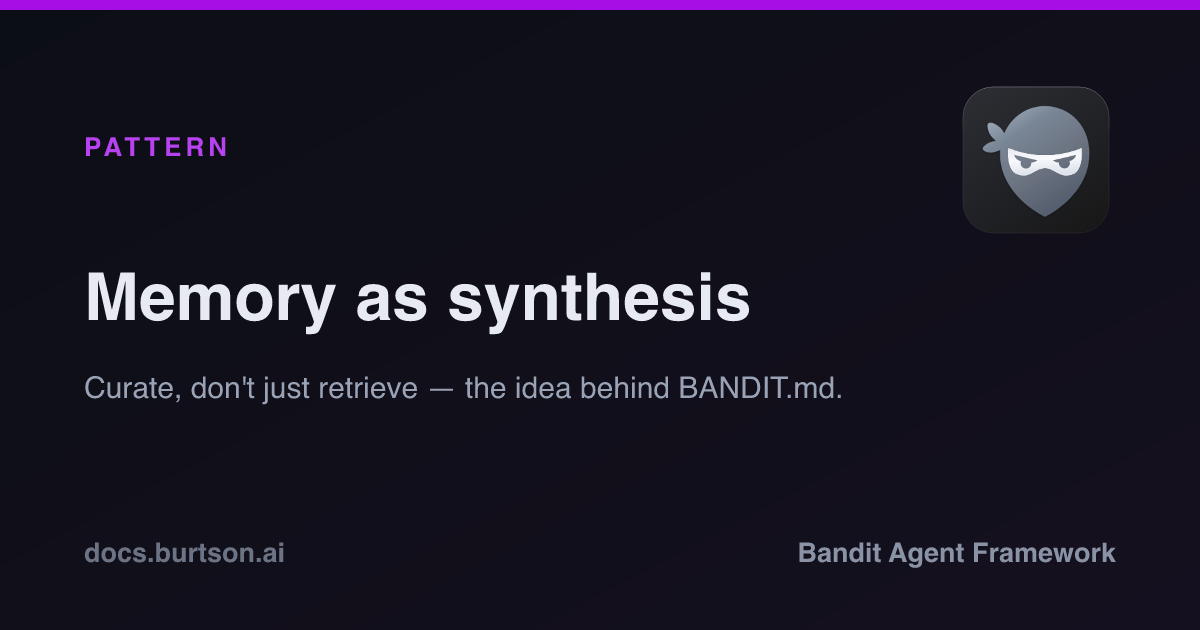 PATTERN
Memory as synthesis
Curate, don't just retrieve — the idea behind BANDIT.md.
docs.burtson.ai
Bandit Agent Framework